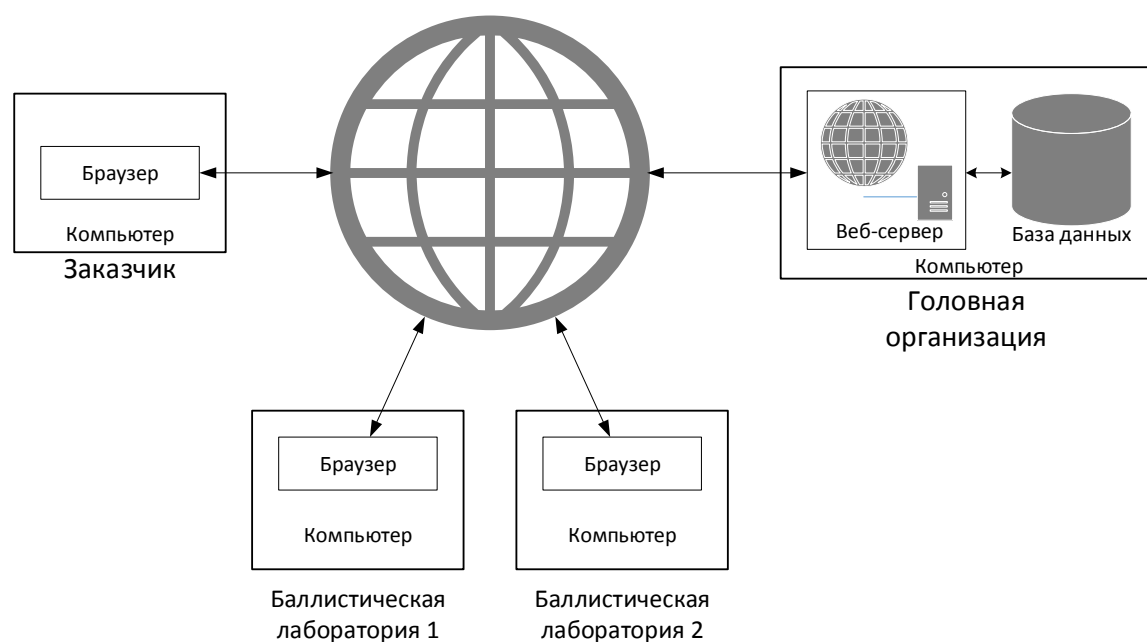 Браузер
Компьютер
Заказчик
Веб-сервер
База данных
Компьютер
Головная
организация
Браузер
Компьютер
Баллистическая
лаборатория 1
Браузер
Компьютер
Баллистическая
лаборатория 2